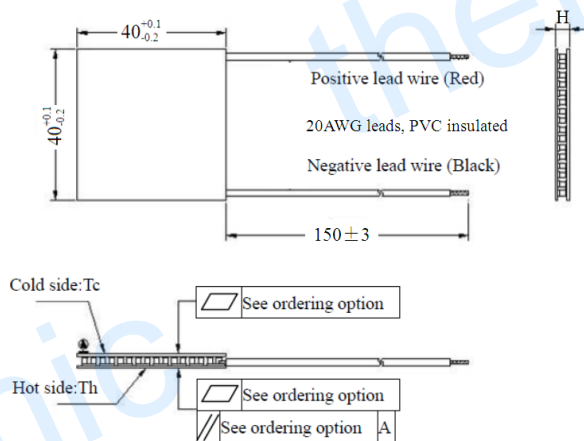 40+0.1-0.2
H
40+0.1-0.2
Positive lead wire (Red)
20AWG leads, PVC insulated
Negative lead wire (Black)
150±3
Cold side:Tc
See ordering option
A
Hot side:Th
See ordering option
See ordering option A
the
nic